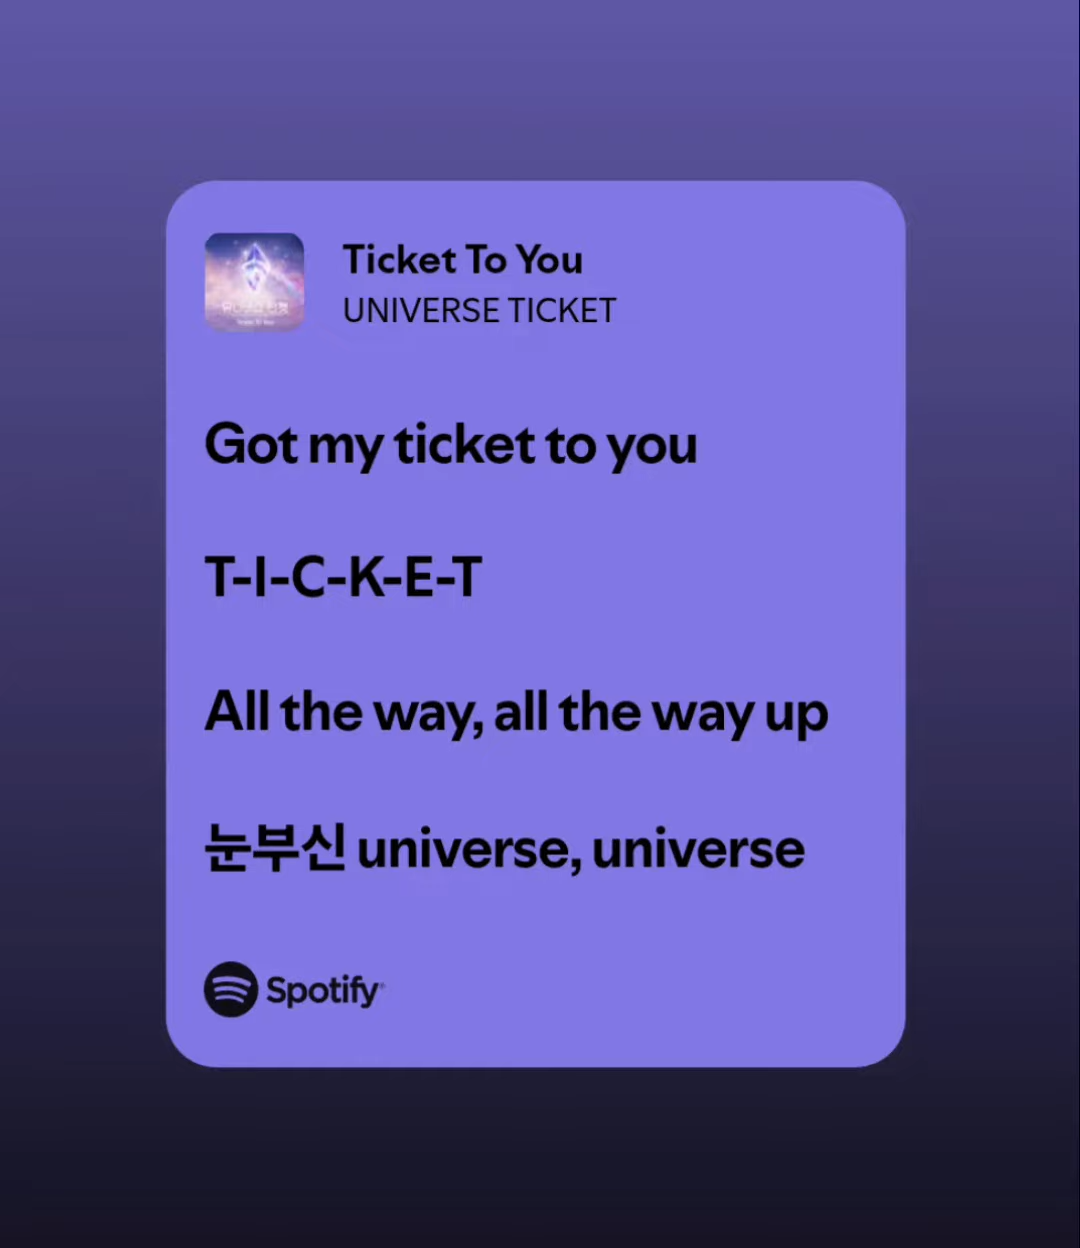 Ticket To You
UNIVERSE TICKET
Got my ticket to you
T-I-C-K-E-T
All the way, all the way up
눈부신 universe, universe
Spotify